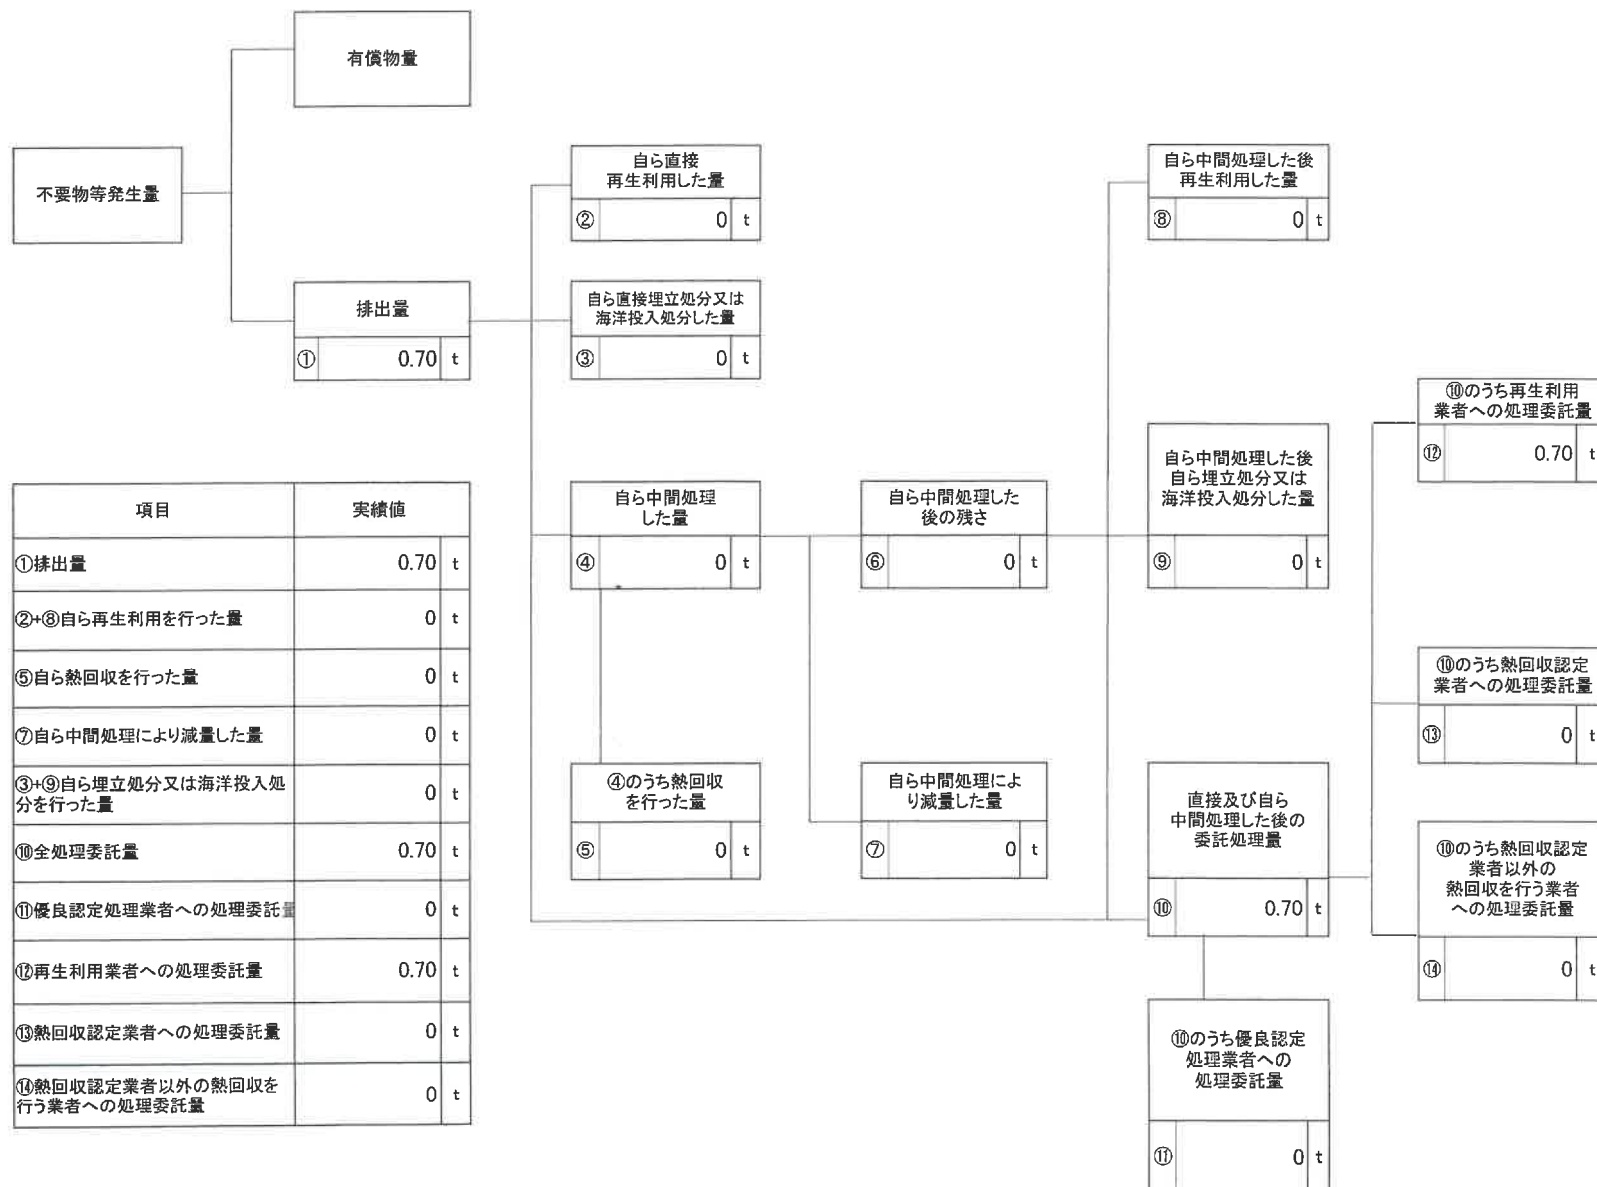 有償物量
不要物等発生量
排出量
① 0.70 t
自ら直接
再生利用した量
② 0 t
自ら直接埋立処分又は
海洋投入処分した量
③ 0 t
自ら中間処理
した量
④ 0 t
④のうち熱回収
を行った量
⑤ 0 t
自ら中間処理した
後の残さ
⑥ 0 t
自ら中間処理によ
り減量した量
⑦ 0 t
自ら中間処理した後
再生利用した量
⑧ 0 t
自ら中間処理した後
自ら埋立処分又は
海洋投入処分した量
⑨ 0 t
直接及び自ら
中間処理した後の
委託処理量
⑩ 0.70 t
⑩のうち優良認定
処理業者への
処理委託量
⑪ 0 t
⑩のうち再生利用
業者への処理委託量
⑫ 0.70 t
⑩のうち熱回収認定
業者への処理委託量
⑬ 0 t
⑩のうち熱回収認定
業者以外の
熱回収を行う業者
への処理委託量
⑭ 0 t
項目 実績値
①排出量 0.70 t
②+⑧自ら再生利用を行った量 0 t
⑤自ら熱回収を行った量 0 t
⑦自ら中間処理により減量した量 0 t
③+⑨自ら埋立処分又は海洋投入処
分を行った量 0 t
⑩全処理委託量 0.70 t
⑪優良認定処理業者への処理委託量 0 t
⑫再生利用業者への処理委託量 0.70 t
⑬熱回収認定業者への処理委託量 0 t
⑭熱回収認定業者以外の熱回収を
行う業者への処理委託量 0 t